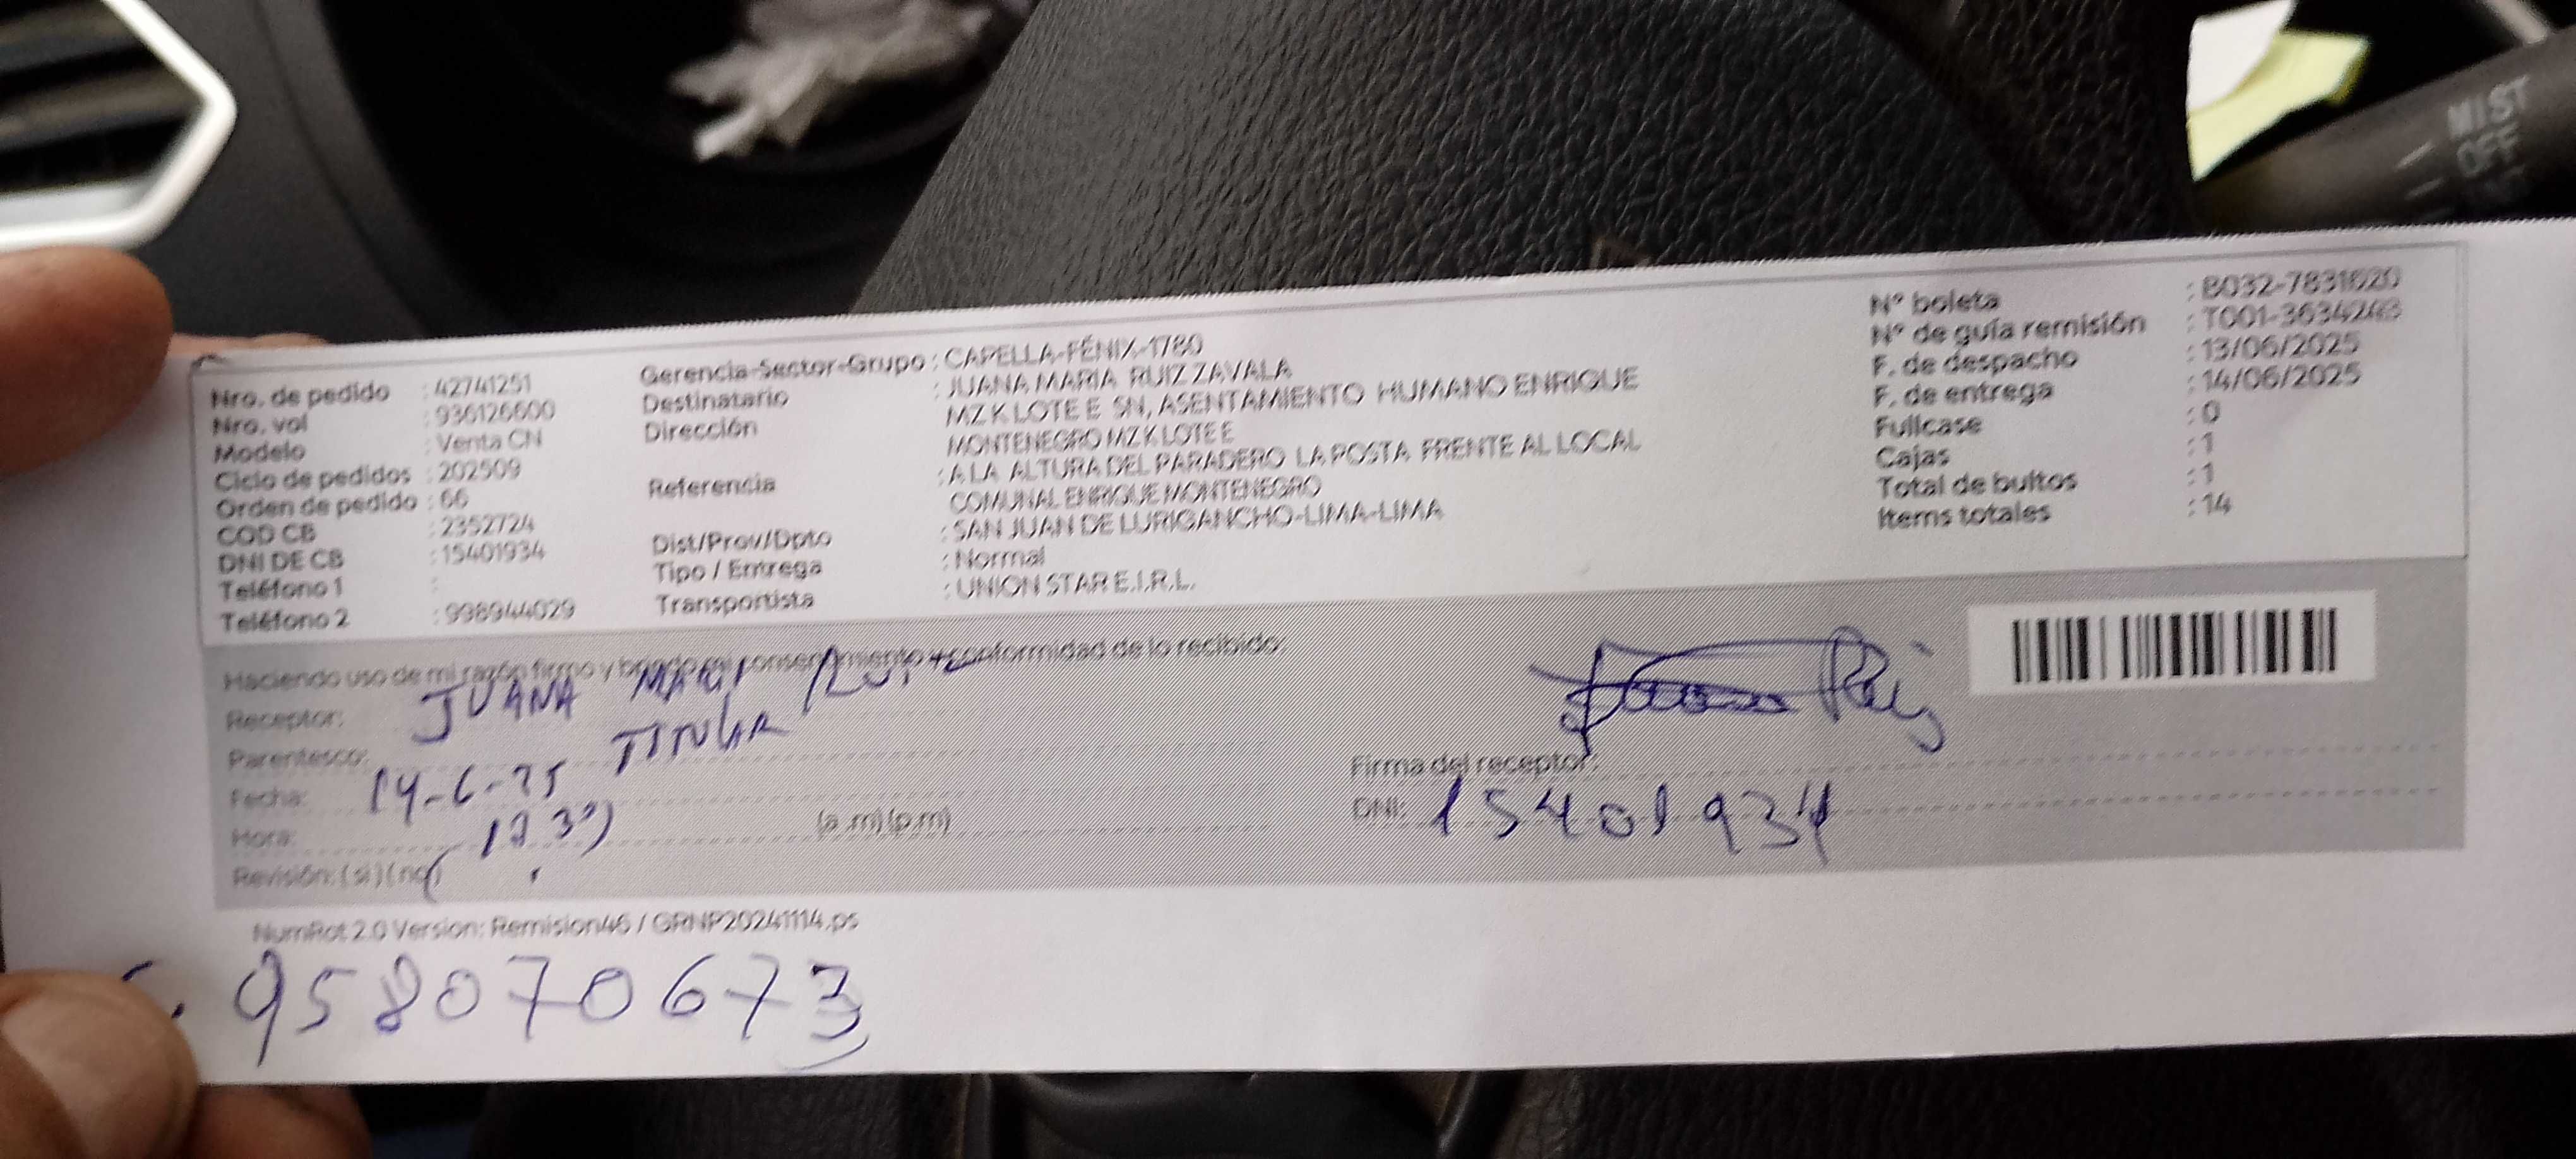 Nro. de pedido : 42741251
Nro. vol : 936126600
Modelo : Venta CN
Ciclo de pedidos : 202509
Orden de pedido : 66
COD CB : 2352724
DNI DE CB : 15401934
Teléfono 1 :
Teléfono 2 : 998944029
Gerencia-Sector-Grupo : CAPELLA-FÉNIX-1780
Destinatario : JUANA MARIA RUIZ ZAVALA
Dirección MZ K LOTE E SN, ASENTAMIENTO HUMANO ENRIQUE
MONTENEGRO MZ K LOTE E
Referencia : A LA ALTURA DEL PARADERO LA POSTA FRENTE AL LOCAL
COMUNAL ENRIQUE MONTENEGRO
Dist/Prov/Dpto : SAN JUAN DE LURIGANCHO-LIMA-LIMA
Tipo / Entrega : Normal
Transportista : UNION STAR E.I.R.L.
N° boleta : B032-7831620
N° de guía remisión : T001-
F. de despacho : 13/06/2025
F. de entrega : 14/06/2025
Fullcase : 0
Cajas : 1
Total de bultos : 1
Items totales : 14
Haciendo uso de mi razón firmo y brindo mi consentimiento y conformidad de lo recibido:
Receptor: JUANA MARI RUIZ
Parentesco: TITULAR
Fecha: 14-6-25
Hora: (a .m) (p.m)
Revisión: (si) (no)
Firma del receptor:
DNI: 15401934
NumRot 2.0 Version: Remision46 / GRNP20241114.ps
958070673
MIST
OFF